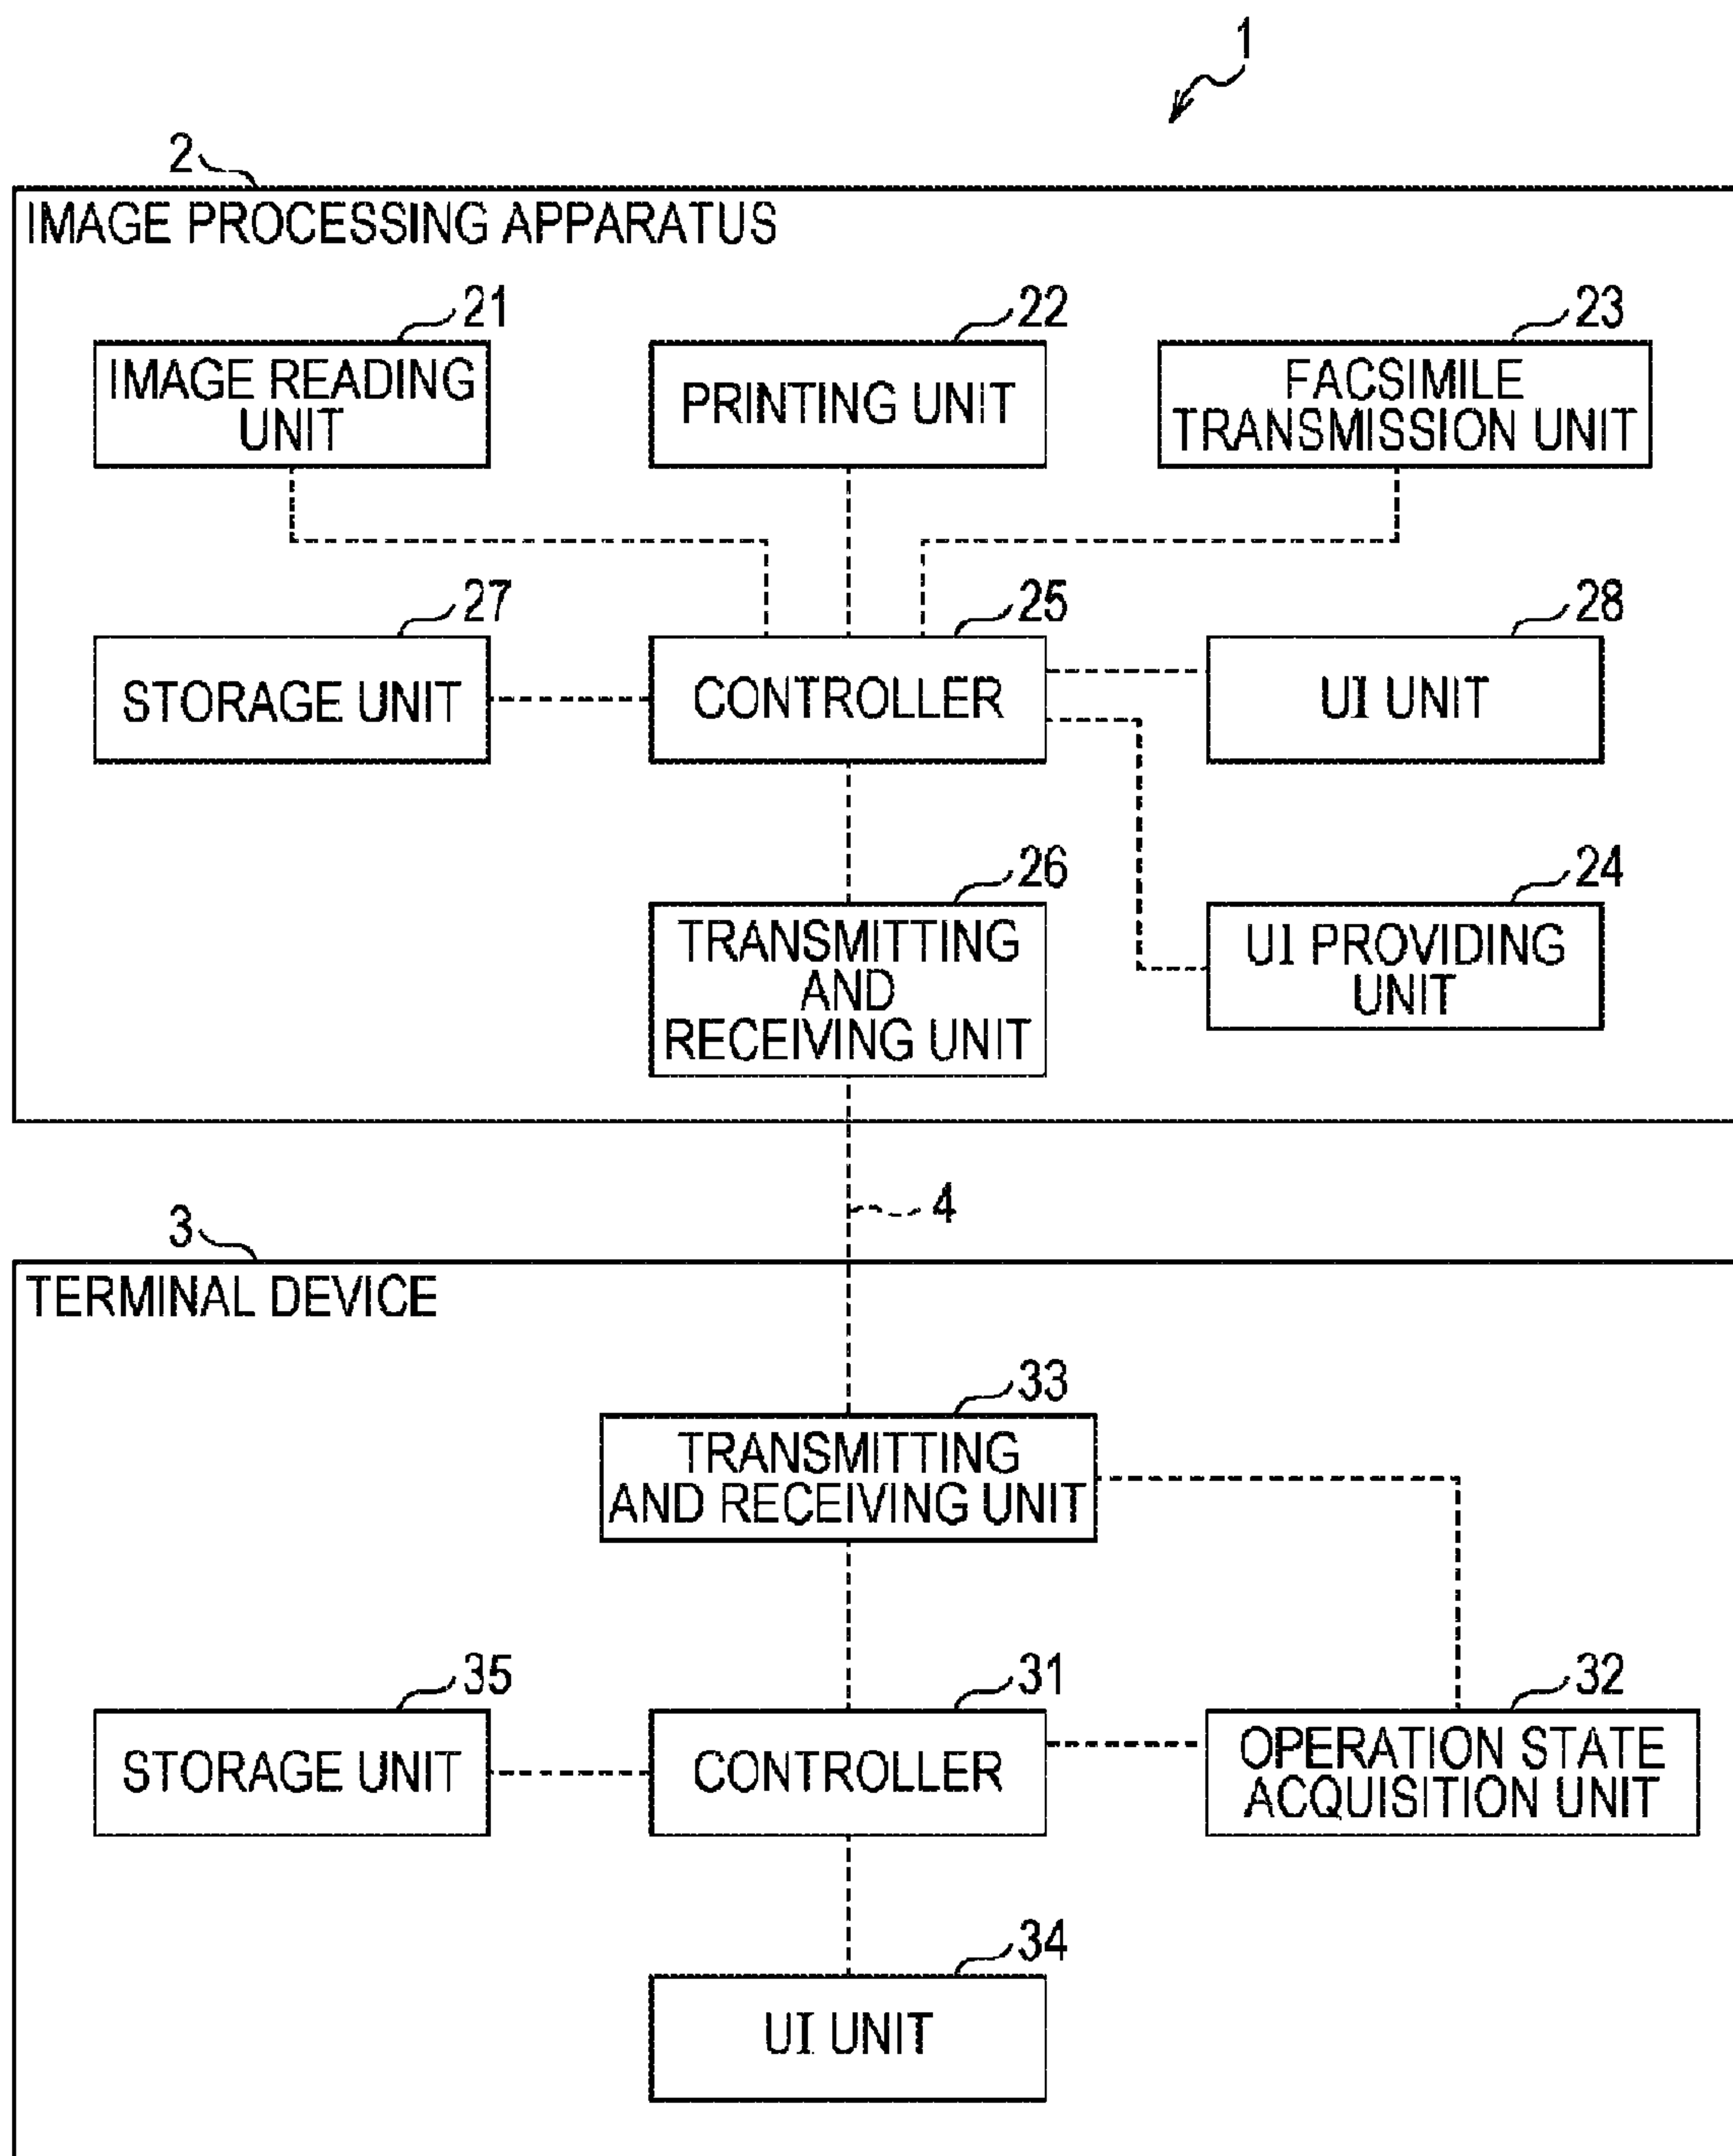 1
2
IMAGE PROCESSING APPARATUS
21
IMAGE READING
UNIT
22
PRINTING UNIT
23
FACSIMILE
TRANSMISSION UNIT
27
STORAGE UNIT
25
CONTROLLER
28
UI UNIT
26
TRANSMITTING
AND
RECEIVING UNIT
24
UI PROVIDING
UNIT
4
3
TERMINAL DEVICE
33
TRANSMITTING
AND RECEIVING UNIT
35
STORAGE UNIT
31
CONTROLLER
32
OPERATION STATE
ACQUISITION UNIT
34
UI UNIT